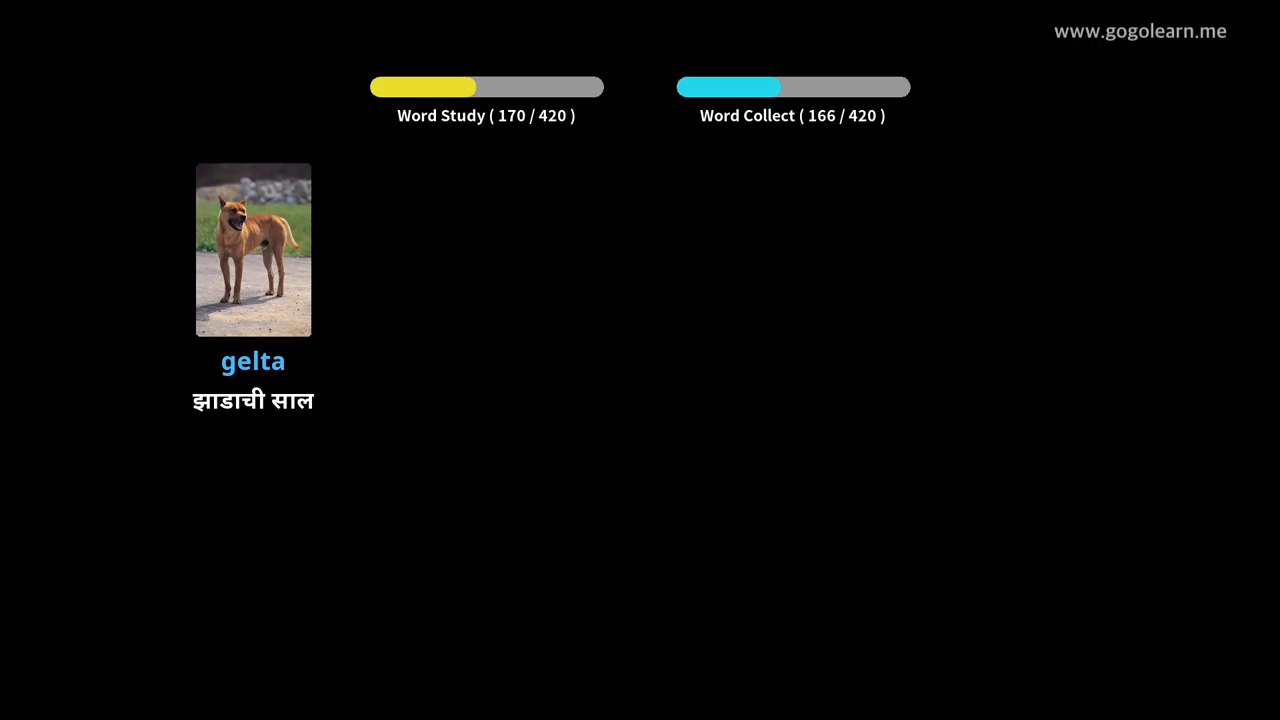 www.gogolearn.me
Word Study ( 170 / 420 )
Word Collect ( 166 / 420 )
gelta
झाडाची साल